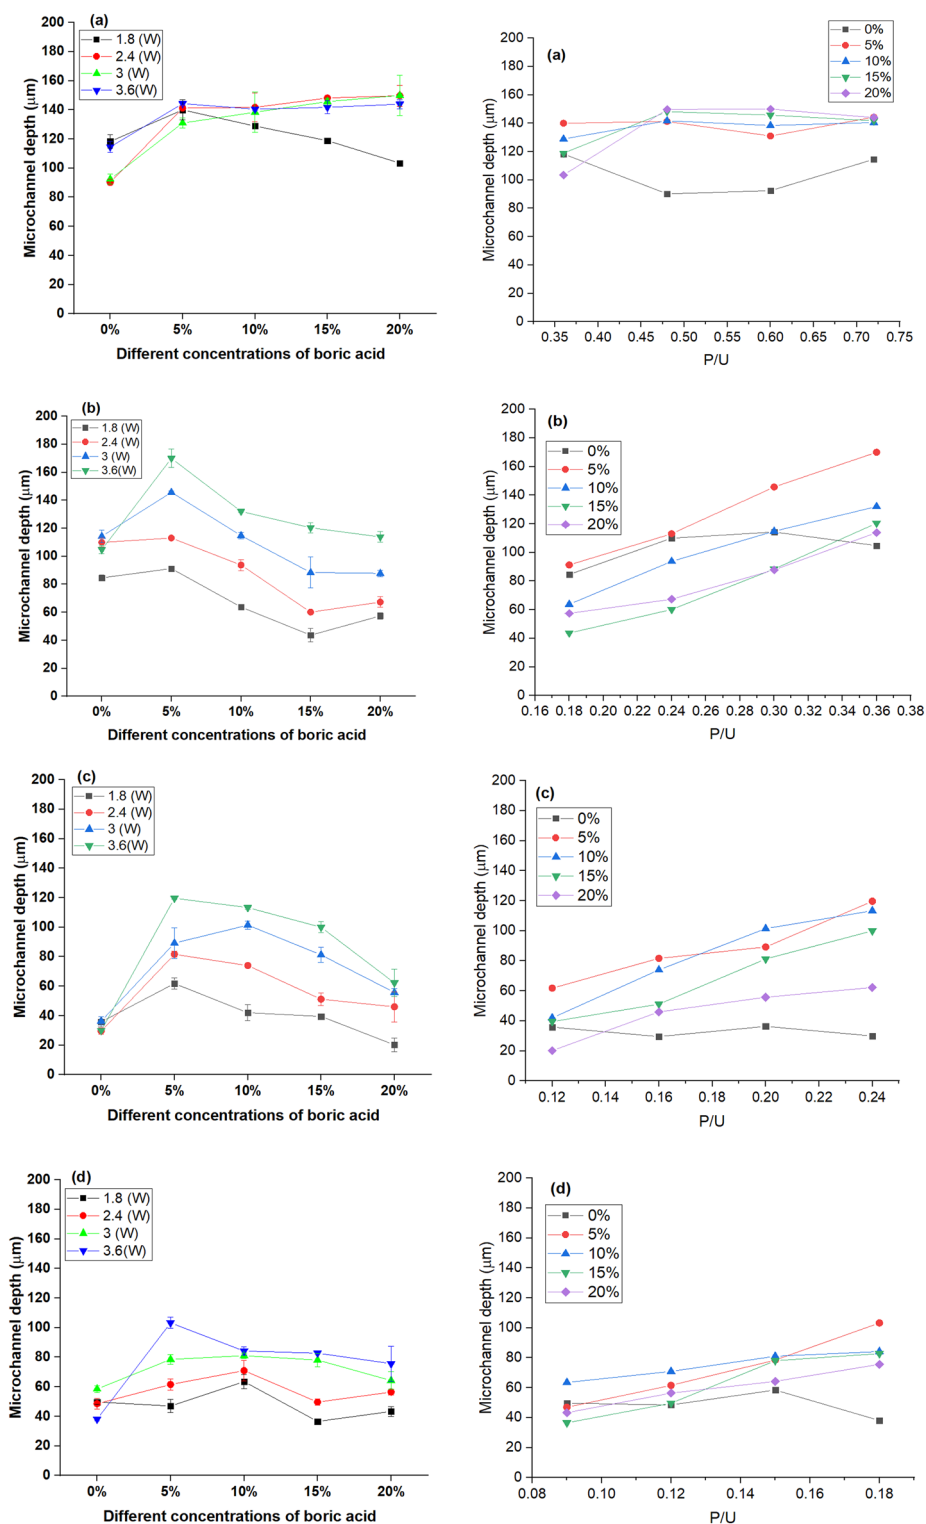 (a)
1.8 (W)
2.4 (W)
3 (W)
3.6(W)
200
180
160
140
120
100
80
60
40
20
0
Microchannel depth (μm)
0% 5% 10% 15% 20%
Different concentrations of boric acid
(a)
0%
5%
10%
15%
20%
200
180
160
140
120
100
80
60
40
20
0
Microchannel depth (μm)
0.35 0.40 0.45 0.50 0.55 0.60 0.65 0.70 0.75
P/U
(b)
1.8 (W)
2.4 (W)
3 (W)
3.6(W)
200
180
160
140
120
100
80
60
40
20
0
Microchannel depth (μm)
0% 5% 10% 15% 20%
Different concentrations of boric acid
(b)
0%
5%
10%
15%
20%
200
180
160
140
120
100
80
60
40
20
0
Microchannel depth (μm)
0.16 0.18 0.20 0.22 0.24 0.26 0.28 0.30 0.32 0.34 0.36 0.38
P/U
(c)
1.8 (W)
2.4 (W)
3 (W)
3.6(W)
200
180
160
140
120
100
80
60
40
20
0
Microchannel depth (μm)
0% 5% 10% 15% 20%
Different concentrations of boric acid
(c)
0%
5%
10%
15%
20%
200
180
160
140
120
100
80
60
40
20
0
Microchannel depth (μm)
0.12 0.14 0.16 0.18 0.20 0.22 0.24
P/U
(d)
1.8 (W)
2.4 (W)
3 (W)
3.6(W)
200
180
160
140
120
100
80
60
40
20
0
Microchannel depth (μm)
0% 5% 10% 15% 20%
Different concentrations of boric acid
(d)
0%
5%
10%
15%
20%
200
180
160
140
120
100
80
60
40
20
0
Microchannel depth (μm)
0.08 0.10 0.12 0.14 0.16 0.18
P/U